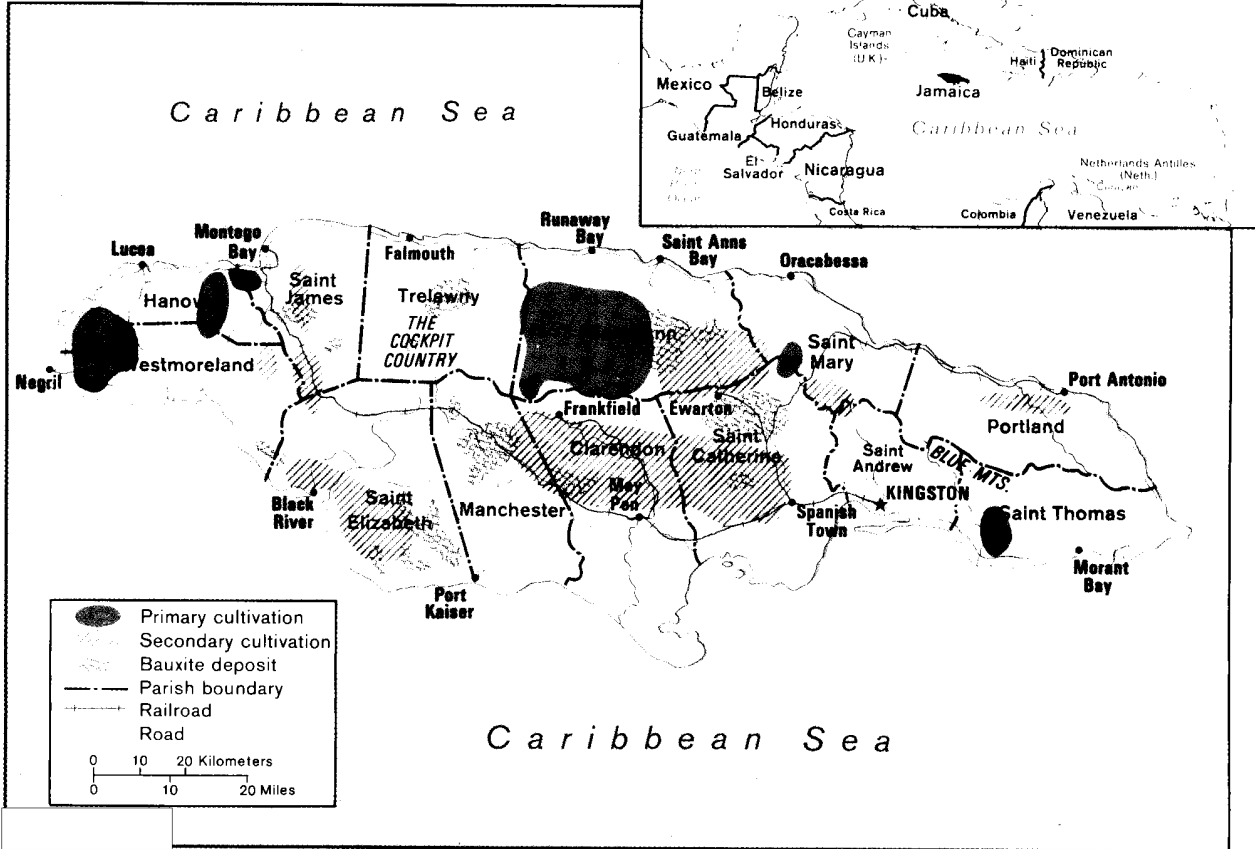 Cuba
Cayman
Islands
(U.K.)
Haiti
Dominican
Republic
Mexico
Belize
Jamaica
Guatemala
Honduras
Caribbean Sea
El
Salvador
Nicaragua
Netherlands Antilles
(Neth.)
Costa Rica
Colombia
Venezuela
Caribbean Sea
Lucea
Montego
Bay
Falmouth
Runaway
Bay
Saint Anns
Bay
Oracabessa
Saint
James
Trelawny
THE
COCKPIT
COUNTRY
Saint
Mary
Negril
Port Antonio
Frankfield
Ewarton
Portland
Clarendon
Saint
Catherine
Saint
Andrew
BLUE MTS.
Black
River
Saint
Elizabeth
Manchester
May
Pen
Spanish
Town
KINGSTON
Saint Thomas
Morant
Bay
Port
Kaiser
Primary cultivation
Secondary cultivation
Bauxite deposit
Parish boundary
Railroad
Road
0 10 20 Kilometers
0 10 20 Miles
Caribbean Sea